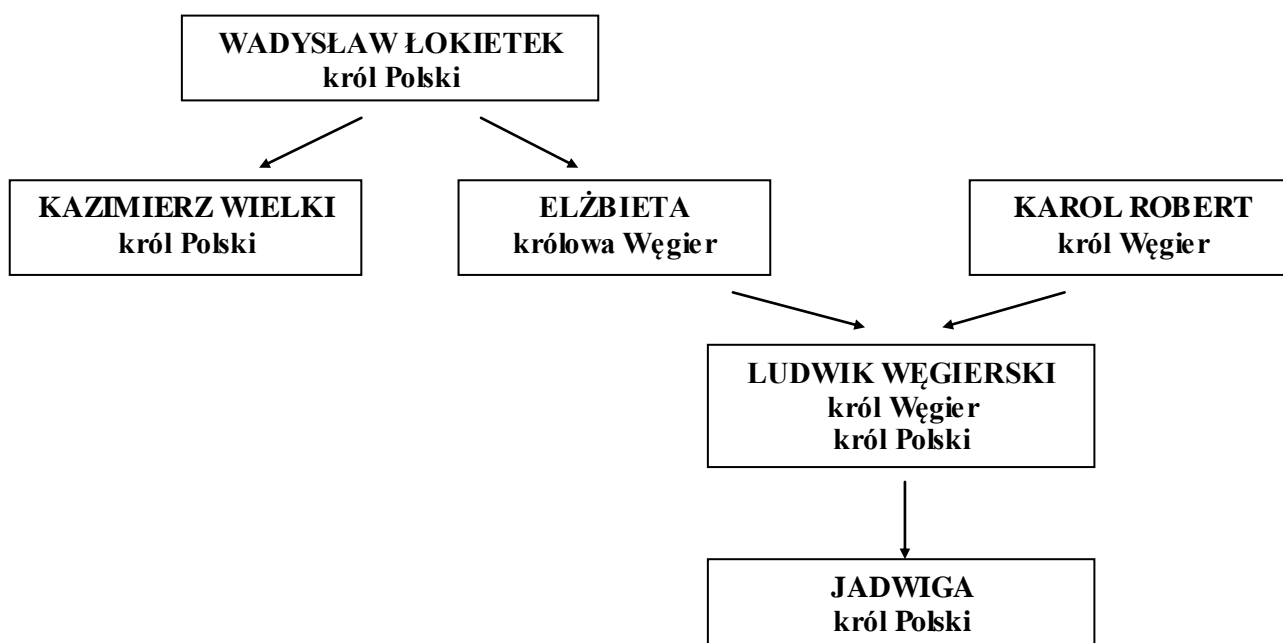 WADYSŁAW ŁOKIETEK
król Polski
KAZIMIERZ WIELKI
król Polski
ELŻBIETA
królowa Węgier
KAROL ROBERT
król Węgier
LUDWIK WĘGIERSKI
król Węgier
król Polski
JADWIGA
król Polski